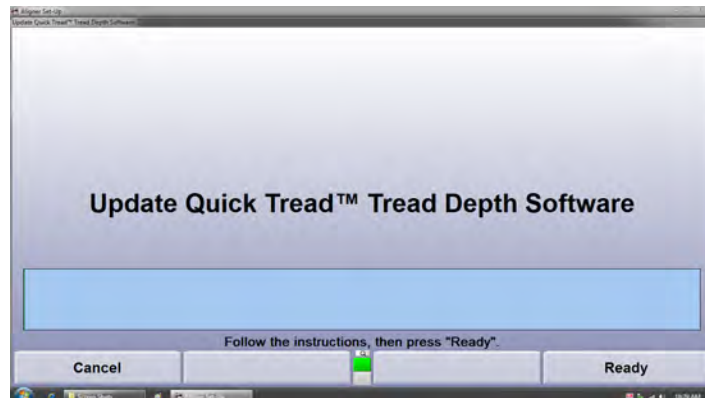 Aligner Set-Up
Update Quick Tread™ Tread Depth Software
Update Quick Tread™ Tread Depth Software
Follow the instructions, then press "Ready".
Cancel
Ready